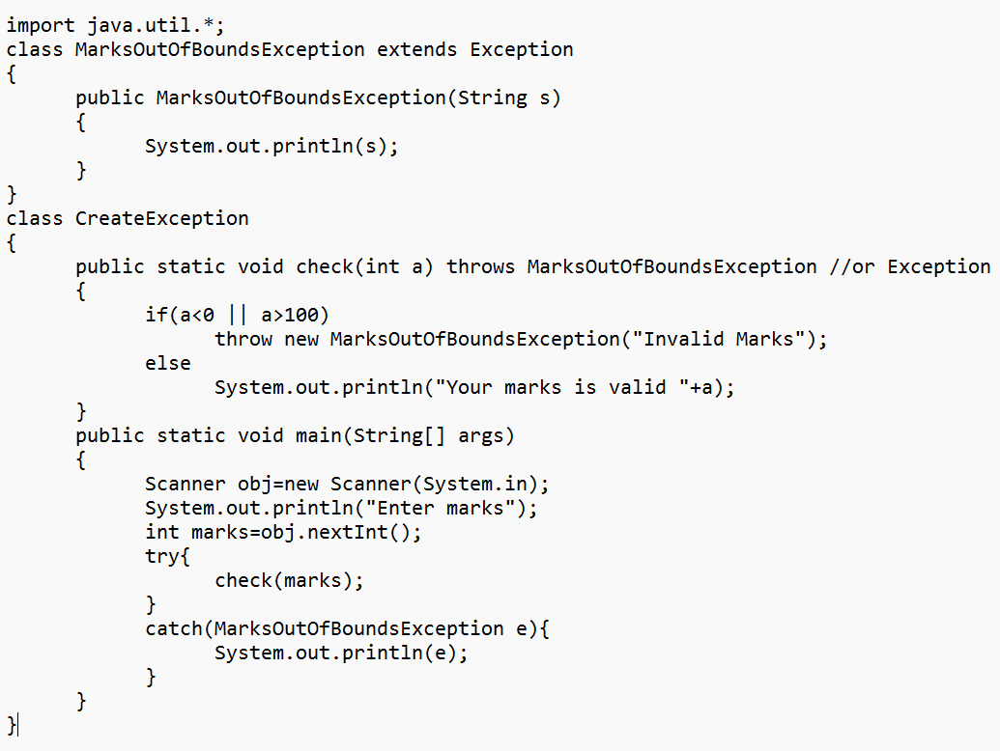 import java.util.*;
class MarksOutOfBoundsException extends Exception
{
      public MarksOutOfBoundsException(String s)
      {
            System.out.println(s);
      }
}
class CreateException
{
      public static void check(int a) throws MarksOutOfBoundsException //or Exception
      {
            if(a<0 || a>100)
                  throw new MarksOutOfBoundsException("Invalid Marks");
            else
                  System.out.println("Your marks is valid "+a);
      }
      public static void main(String[] args)
      {
            Scanner obj=new Scanner(System.in);
            System.out.println("Enter marks");
            int marks=obj.nextInt();
            try{
                  check(marks);
            }
            catch(MarksOutOfBoundsException e){
                  System.out.println(e);
            }
      }
}